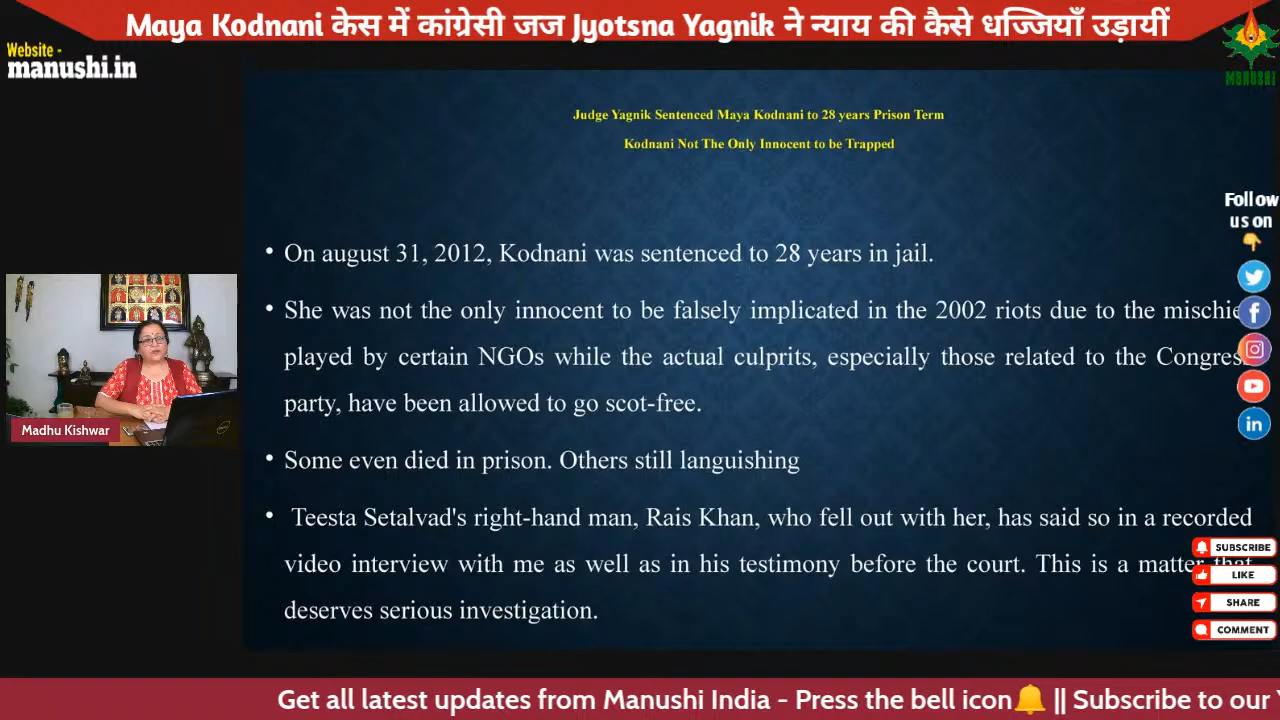 Maya Kodnani केस में कांग्रेसी जज Jyotsna Yagnik ने न्याय की कैसे धज्जियाँ उड़ायीं
Website -
manushi.in
MANUSHI
Judge Yagnik Sentenced Maya Kodnani to 28 years Prison Term
Kodnani Not The Only Innocent to be Trapped
• On august 31, 2012, Kodnani was sentenced to 28 years in jail.
• She was not the only innocent to be falsely implicated in the 2002 riots due to the mischie
played by certain NGOs while the actual culprits, especially those related to the Congres
party, have been allowed to go scot-free.
• Some even died in prison. Others still languishing
• Teesta Setalvad's right-hand man, Rais Khan, who fell out with her, has said so in a recorded
video interview with me as well as in his testimony before the court. This is a matter that
deserves serious investigation.
Follow
us on
in
Madhu Kishwar
SUBSCRIBE
LIKE
SHARE
COMMENT
Get all latest updates from Manushi India - Press the bell icon🔔 || Subscribe to our Y